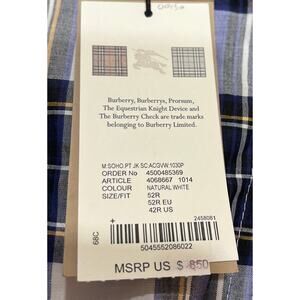 Burberry, Burberrys, Prorsum,
The Equestrian Knight Device and
The Burberry Check are trade marks
belonging to Burberry Limited.
M:SOHO.PT JK SC:ACGVW:1030P
ORDER No 4500485369
ARTICLE 4068667 1014
COLOUR NATURAL WHITE
SIZE/FIT 52R
52R EU
42R US
68C
+ 2458081
5045552086022
MSRP US $ 850